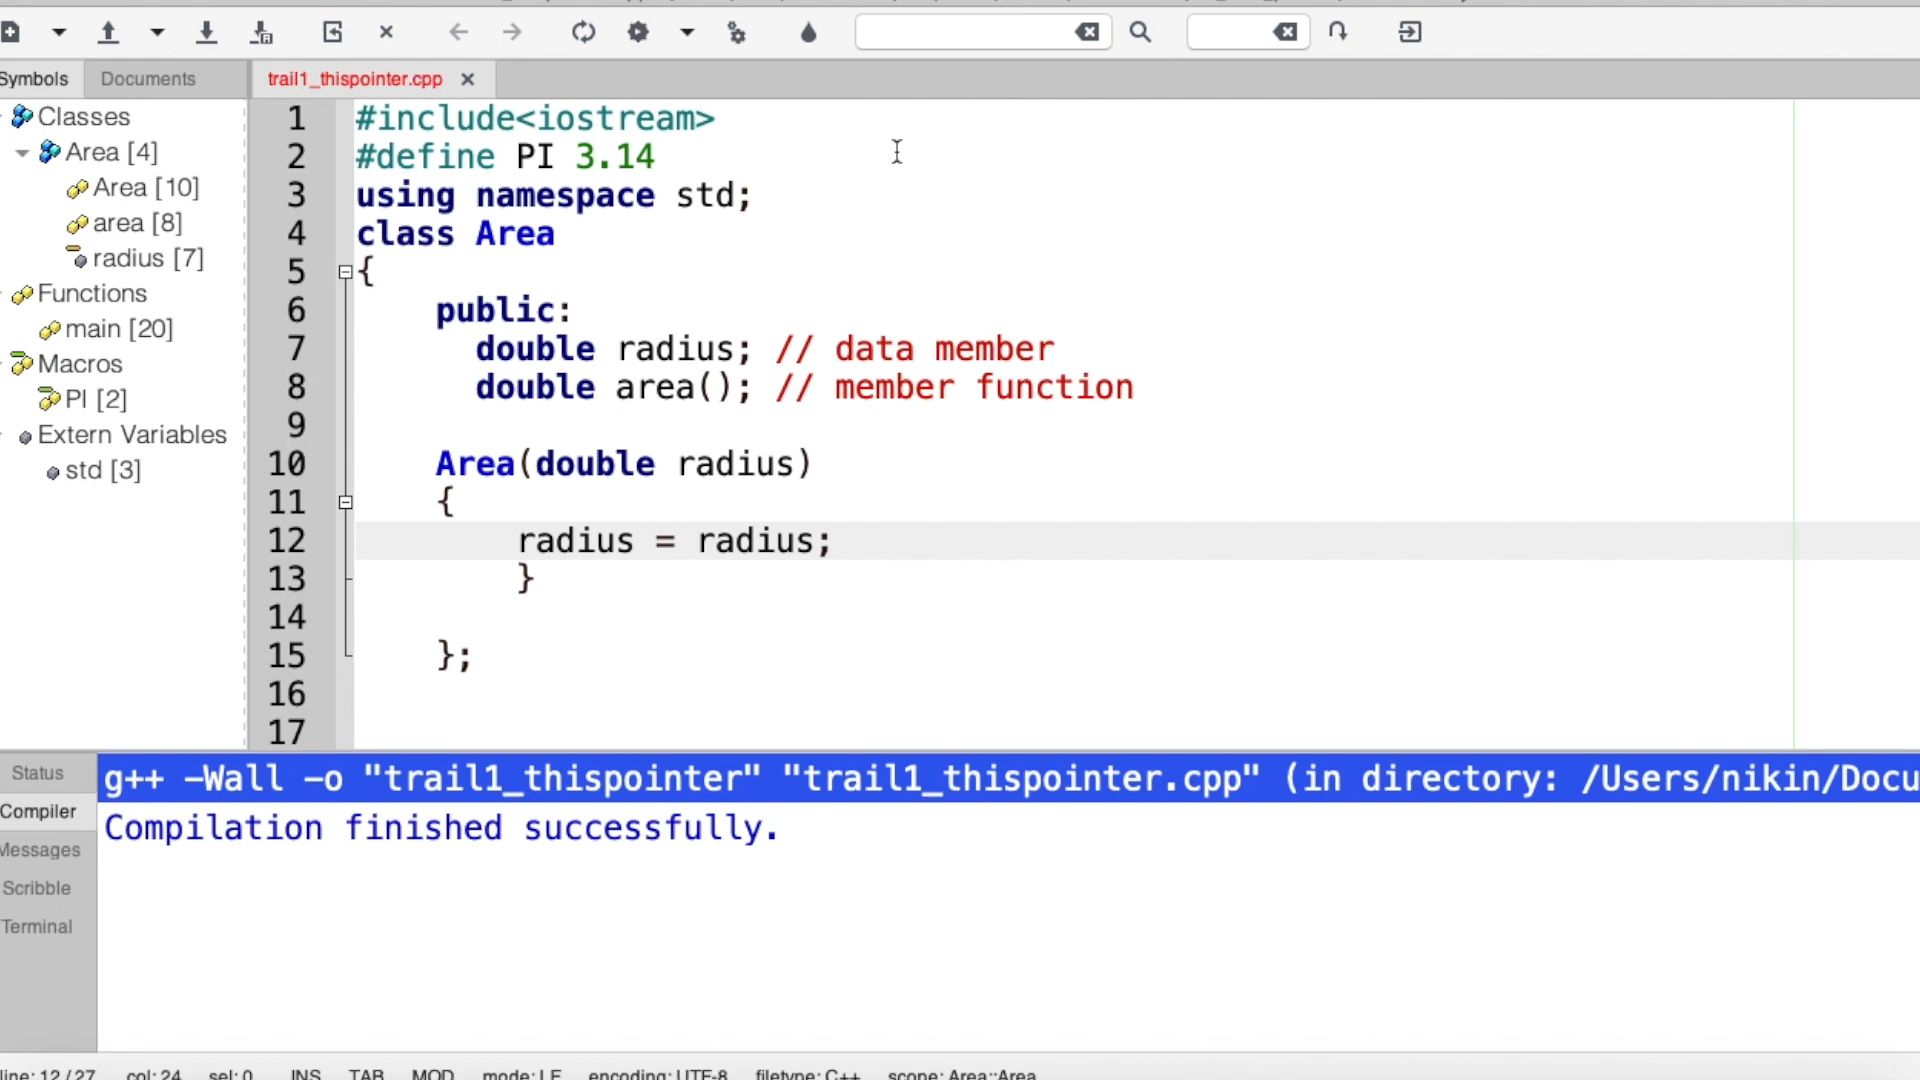 Symbols Documents trail1_thispointer.cpp
Classes
Area [4]
Area [10]
area [8]
radius [7]
Functions
main [20]
Macros
PI [2]
Extern Variables
std [3]
1 #include<iostream>
2 #define PI 3.14
3 using namespace std;
4 class Area
5 {
6 public:
7 double radius; // data member
8 double area(); // member function
9
10 Area(double radius)
11 {
12 radius = radius;
13 }
14
15 };
16
17
Status
Compiler
Messages
Scribble
Terminal
g++ -Wall -o "trail1_thispointer" "trail1_thispointer.cpp" (in directory: /Users/nikin/Docu
Compilation finished successfully.
line: 12 / 27 col: 24 sel: 0 INS TAB MOD mode: LF encoding: UTF-8 filetype: C++ scope: Area::Area